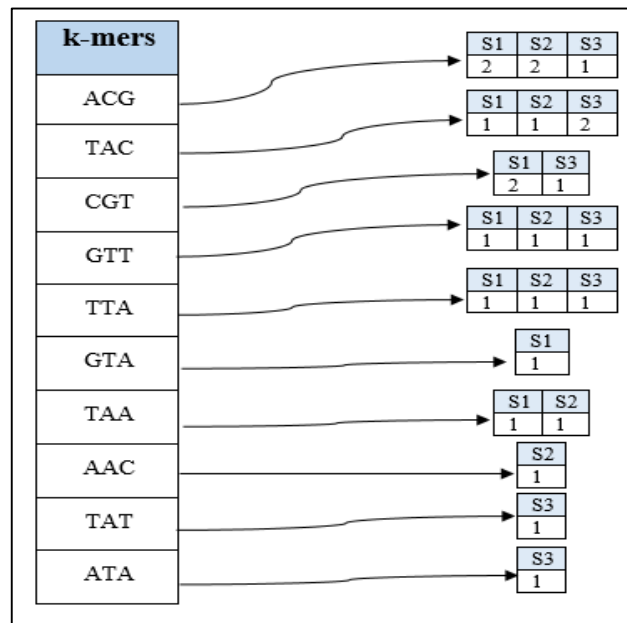 k-mers
S1 S2 S3
2 2 1
ACG
S1 S2 S3
1 1 2
TAC
S1 S3
2 1
CGT
S1 S2 S3
1 1 1
GTT
S1 S2 S3
1 1 1
TTA
S1
1
GTA
S1 S2
1 1
TAA
S2
1
AAC
S3
1
TAT
S3
1
ATA